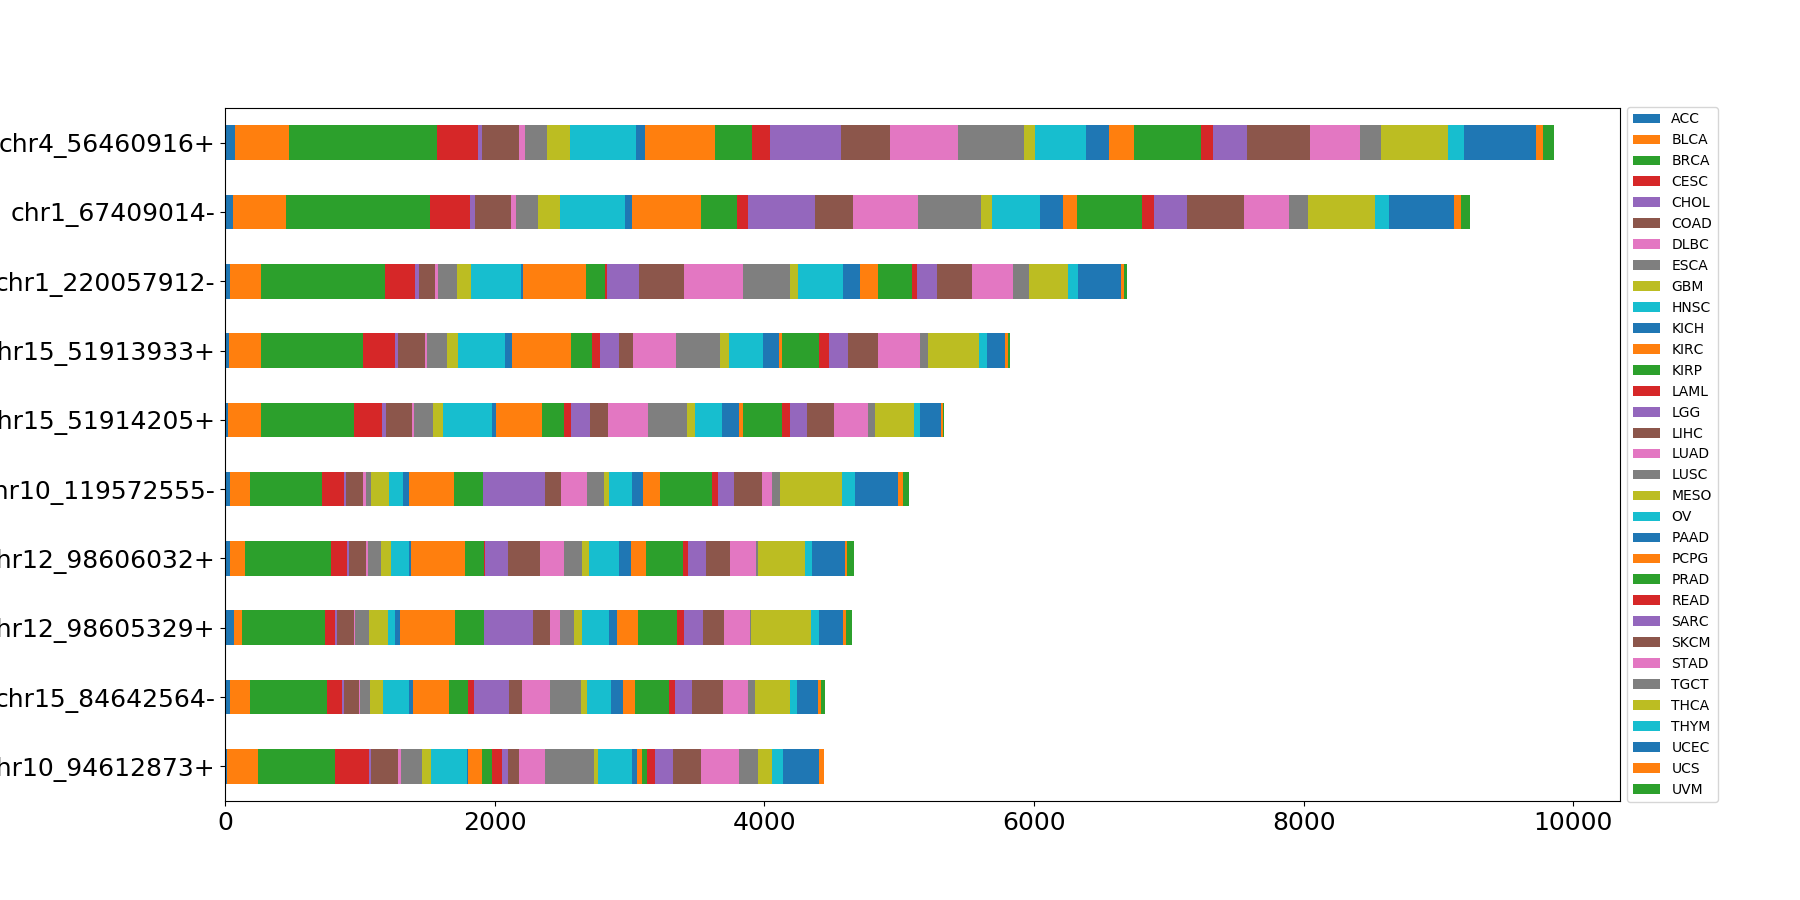 chr4_56460916+
chr1_67409014-
chr1_220057912-
hr15_51913933+
hr15_51914205+
hr10_119572555-
hr12_98606032+
hr12_98605329+
chr15_84642564-
hr10_94612873+
0 2000 4000 6000 8000 10000
ACC
BLCA
BRCA
CESC
CHOL
COAD
DLBC
ESCA
GBM
HNSC
KICH
KIRC
KIRP
LAML
LGG
LIHC
LUAD
LUSC
MESO
OV
PAAD
PCPG
PRAD
READ
SARC
SKCM
STAD
TGCT
THCA
THYM
UCEC
UCS
UVM